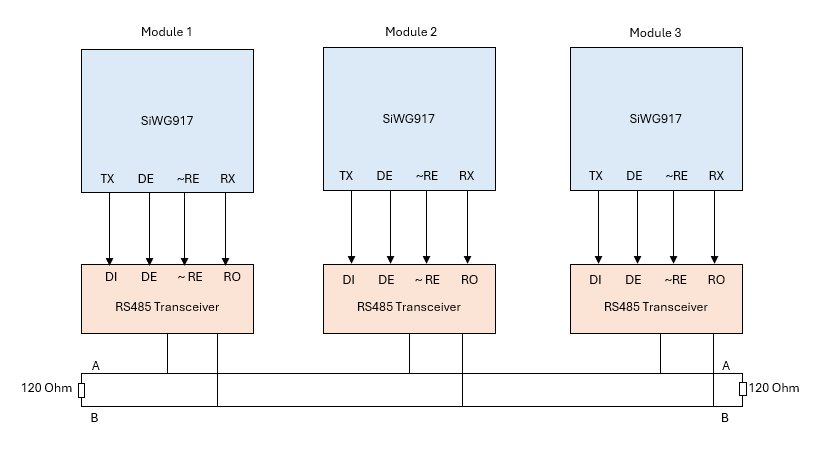 Module 1
Module 2
Module 3
SiWG917
SiWG917
SiWG917
TX DE ~RE RX
TX DE ~RE RX
TX DE ~RE RX
DI DE ~ RE RO
DI DE ~ RE RO
DI DE ~RE RO
RS485 Transceiver
RS485 Transceiver
RS485 Transceiver
A
A
120 Ohm
120 Ohm
B
B